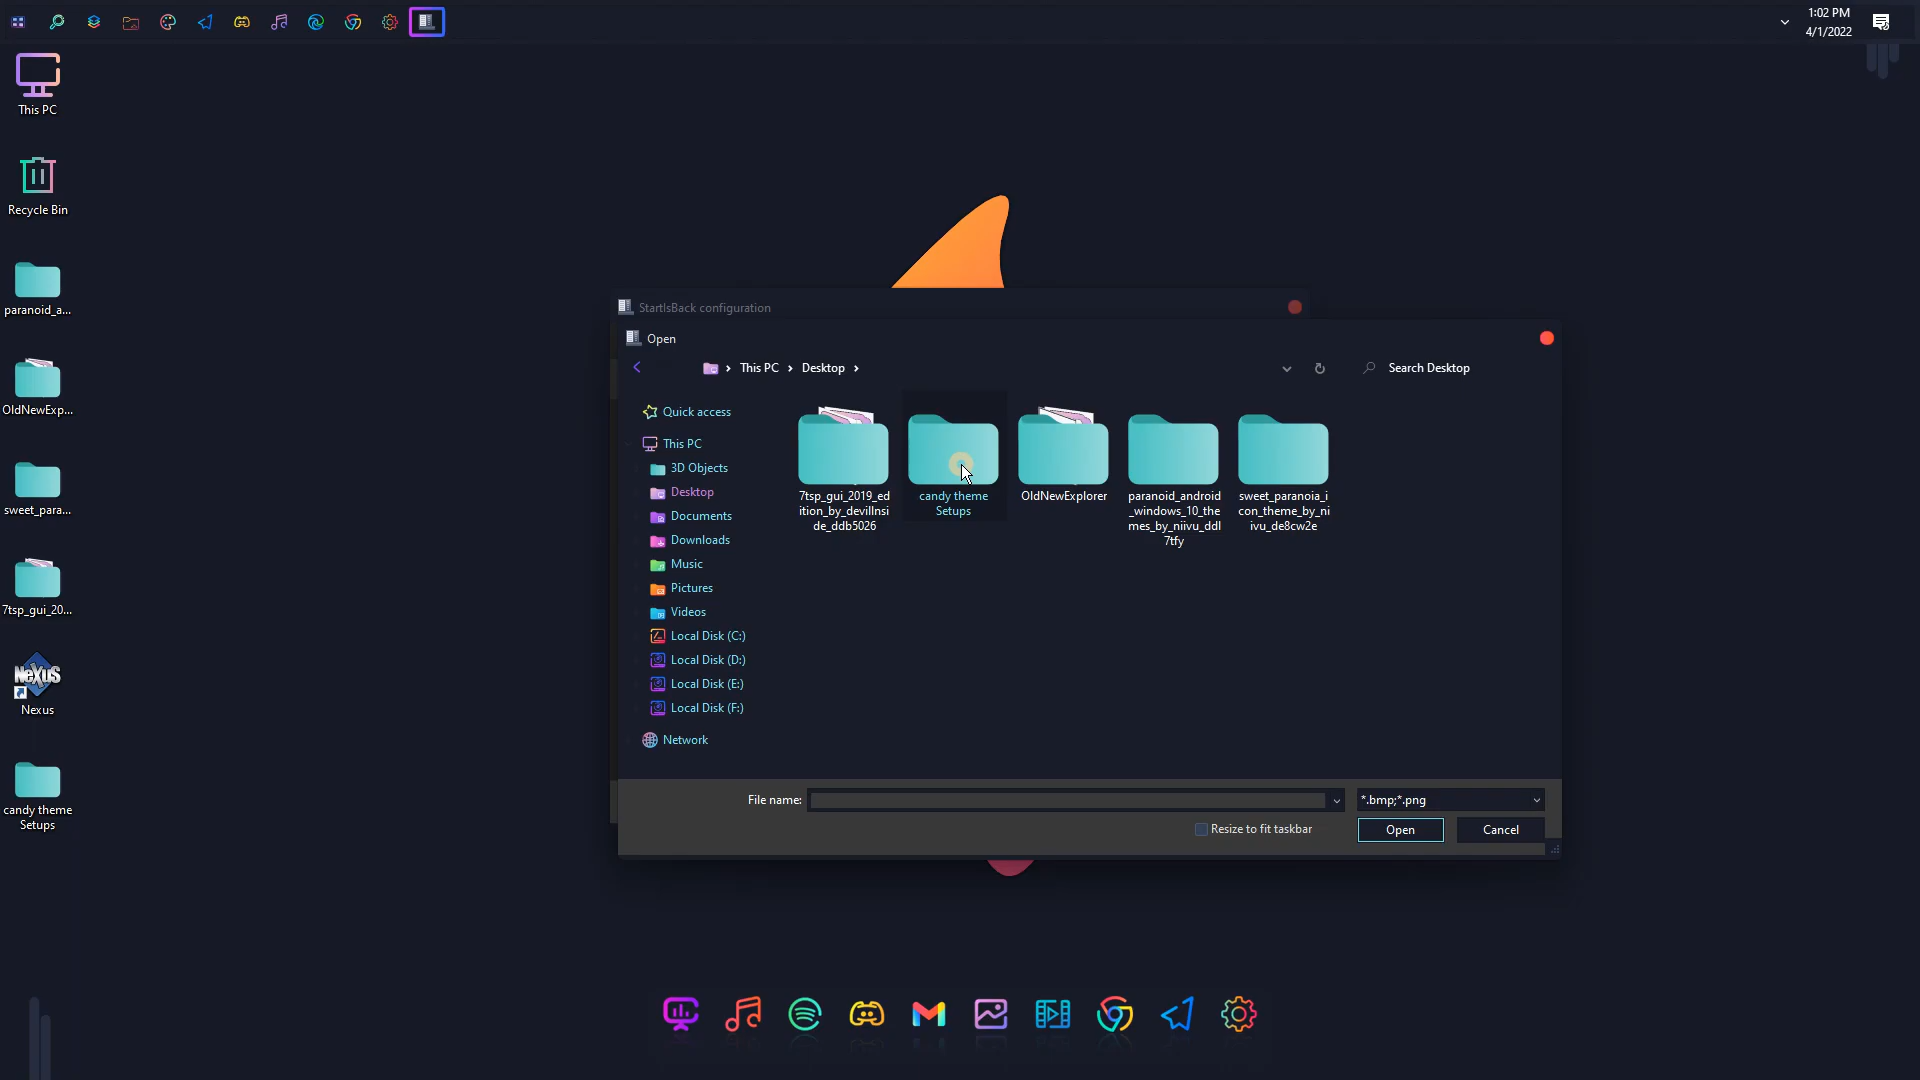 1:02 PM
4/1/2022
This PC
Recycle Bin
paranoid_a...
OldNewExp...
sweet_para...
7tsp_gui_20...
NeXuS
Nexus
candy theme
Setups
StartIsBack configuration
Open
This PC
Desktop
Search Desktop
Quick access
This PC
3D Objects
Desktop
Documents
Downloads
Music
Pictures
Videos
Local Disk (C:)
Local Disk (D:)
Local Disk (E:)
Local Disk (F:)
Network
7tsp_gui_2019_ed
ition_by_devillnsi
de_ddb5026
candy theme
Setups
OldNewExplorer
paranoid_android
_windows_10_the
mes_by_niivu_ddl
7tfy
sweet_paranoia_i
con_theme_by_ni
ivu_de8cw2e
File name:
*.bmp;*.png
Resize to fit taskbar
Open
Cancel